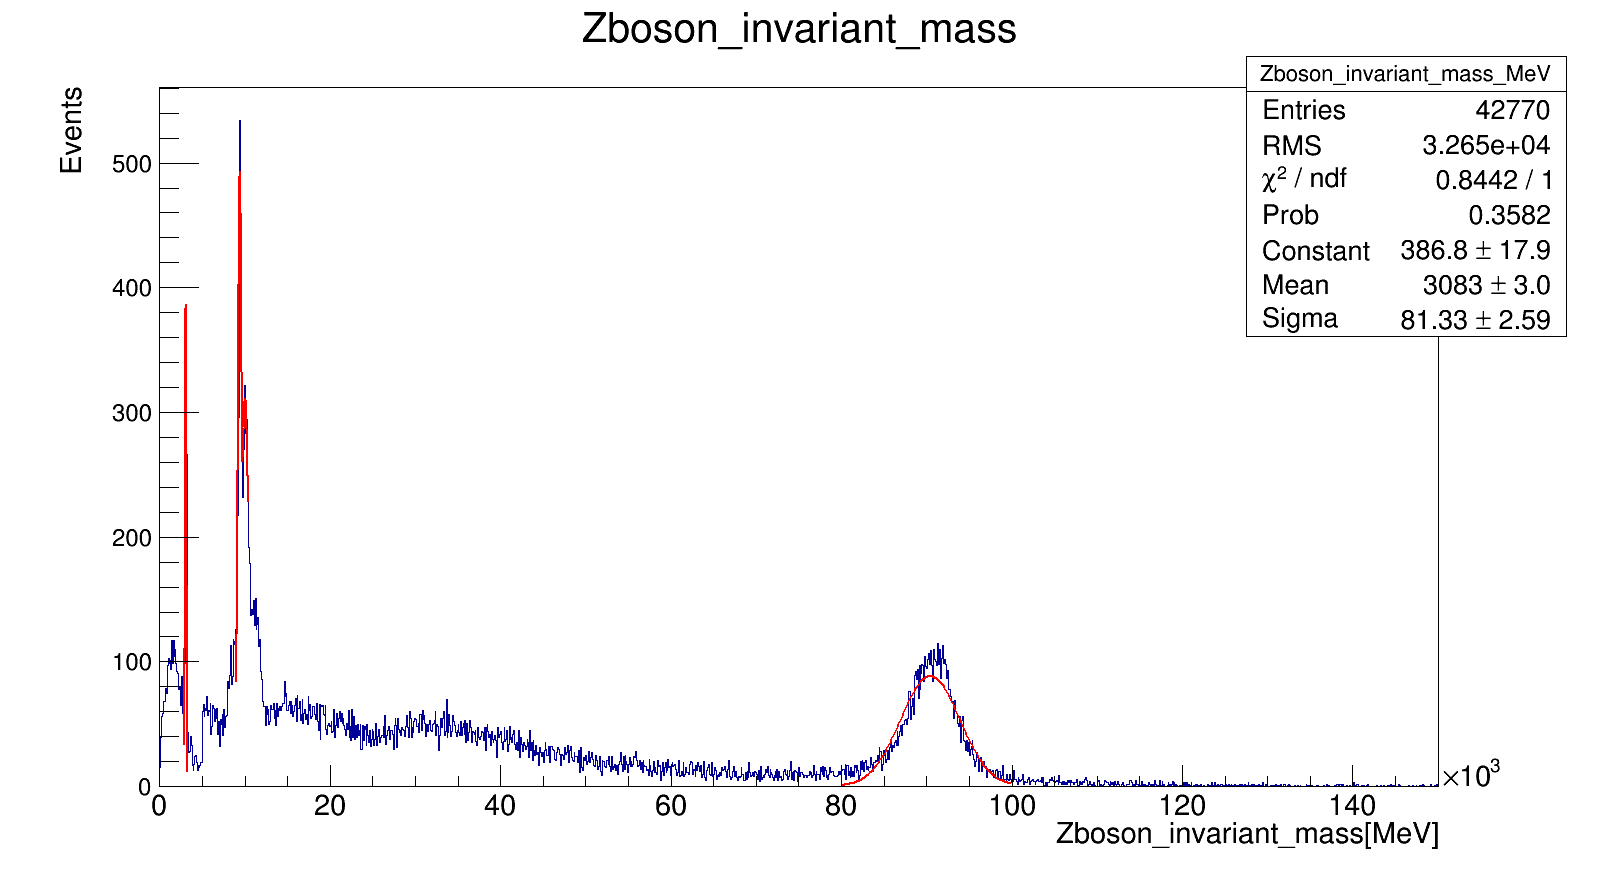 Zboson_invariant_mass
Zboson_invariant_mass_MeV
Entries 42770
RMS 3.265e+04
χ² / ndf 0.8442 / 1
Prob 0.3582
Constant 386.8 ± 17.9
Mean 3083 ± 3.0
Sigma 81.33 ± 2.59
Events
500
400
300
200
100
0
0 20 40 60 80 100 120 140
×10³
Zboson_invariant_mass[MeV]